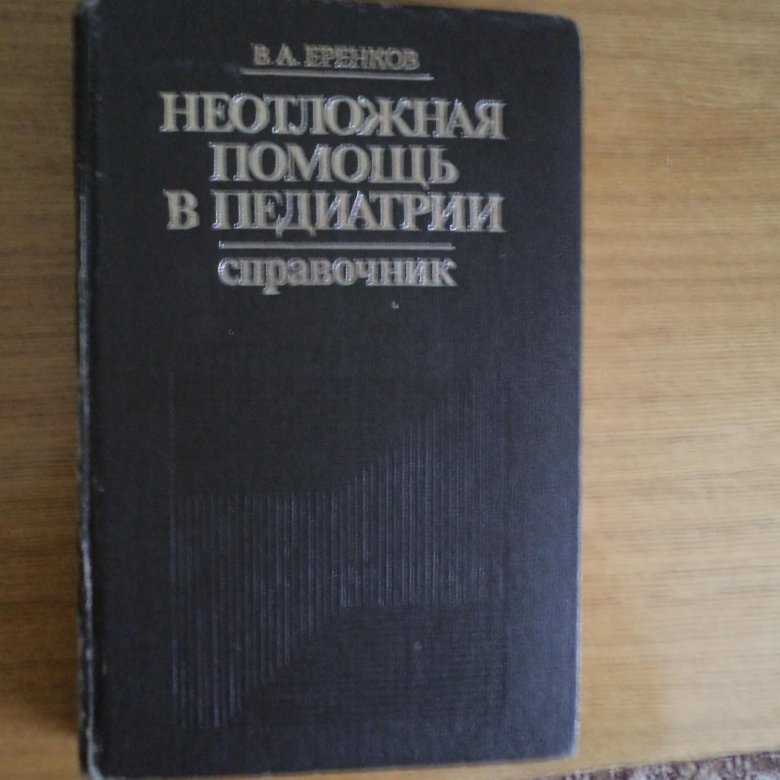 В.А. ЕРЕНКОВ
НЕОТЛОЖНАЯ
ПОМОЩЬ
В ПЕДИАТРИИ
справочник